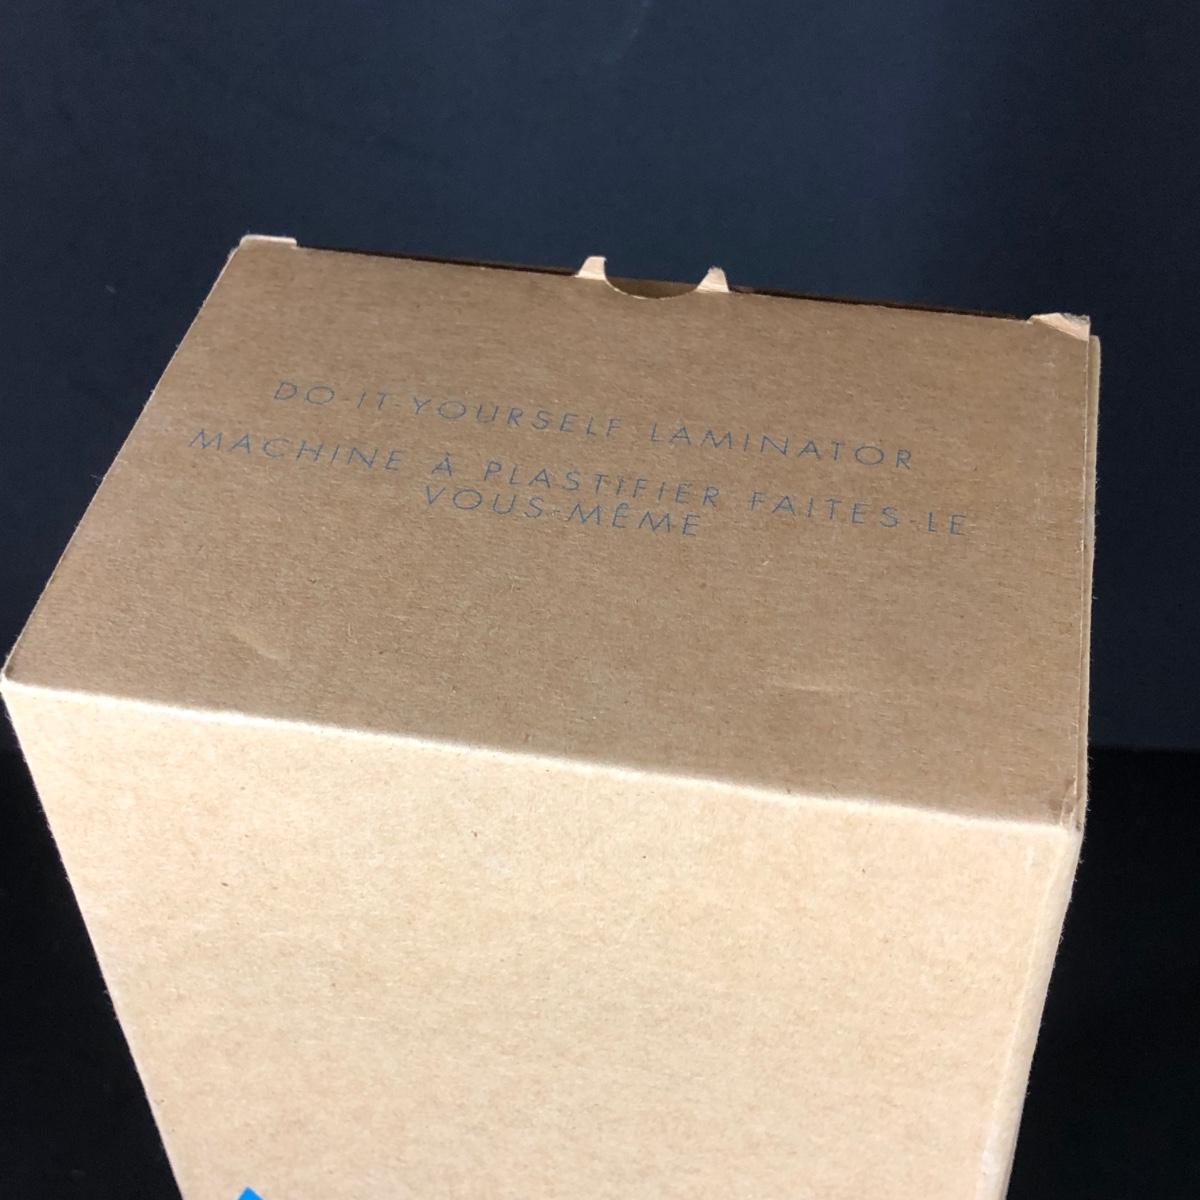 DO-IT-YOURSELF LAMINATOR
MACHINE À PLASTIFIER FAITES-LE
VOUS-MÊME